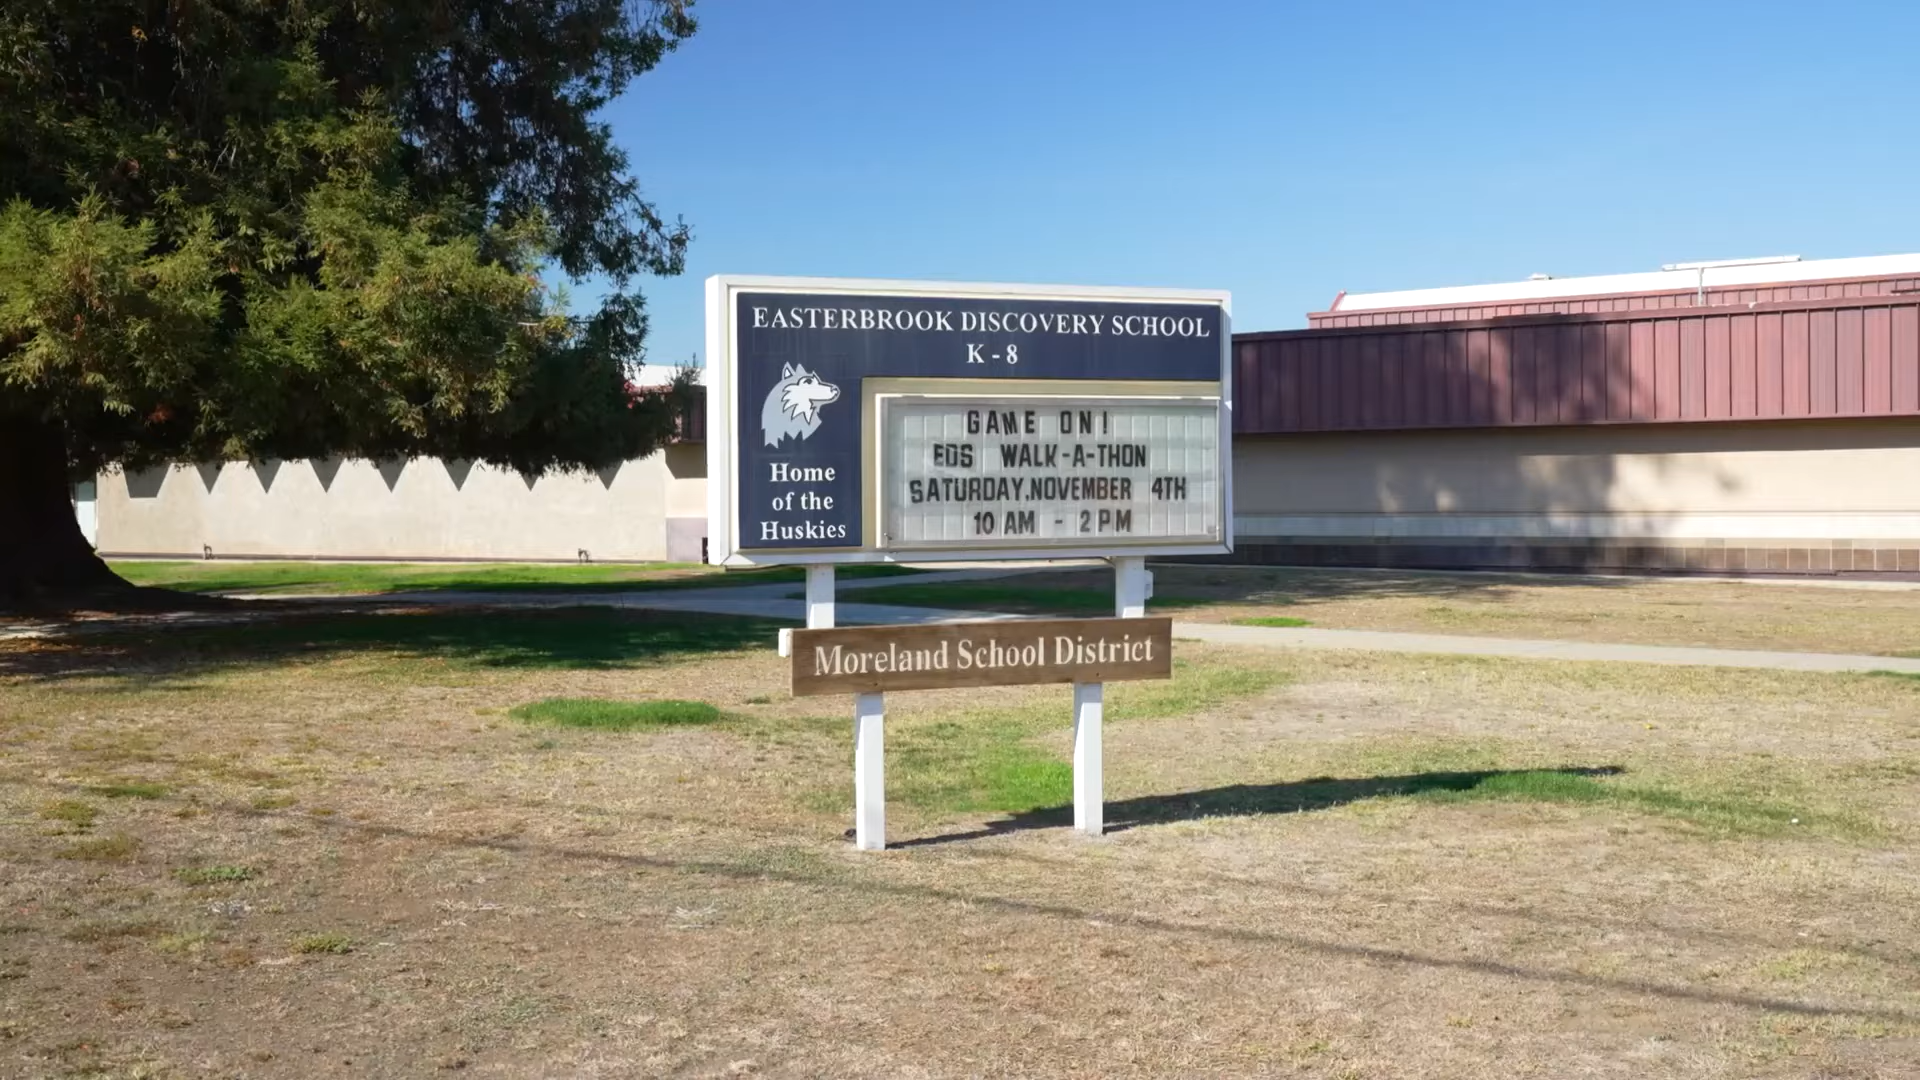 EASTERBROOK DISCOVERY SCHOOL
K - 8
Home
of the
Huskies
GAME ON!
EDS WALK-A-THON
SATURDAY,NOVEMBER 4TH
10 AM - 2 PM
Moreland School District